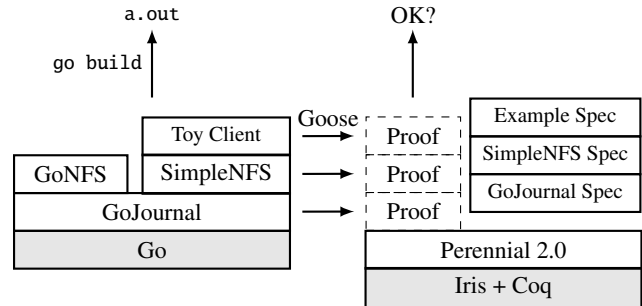 a.out
OK?
go build
Goose
Example Spec
Toy Client
Proof
SimpleNFS Spec
GoNFS
SimpleNFS
Proof
GoJournal Spec
GoJournal
Proof
Go
Perennial 2.0
Iris + Coq